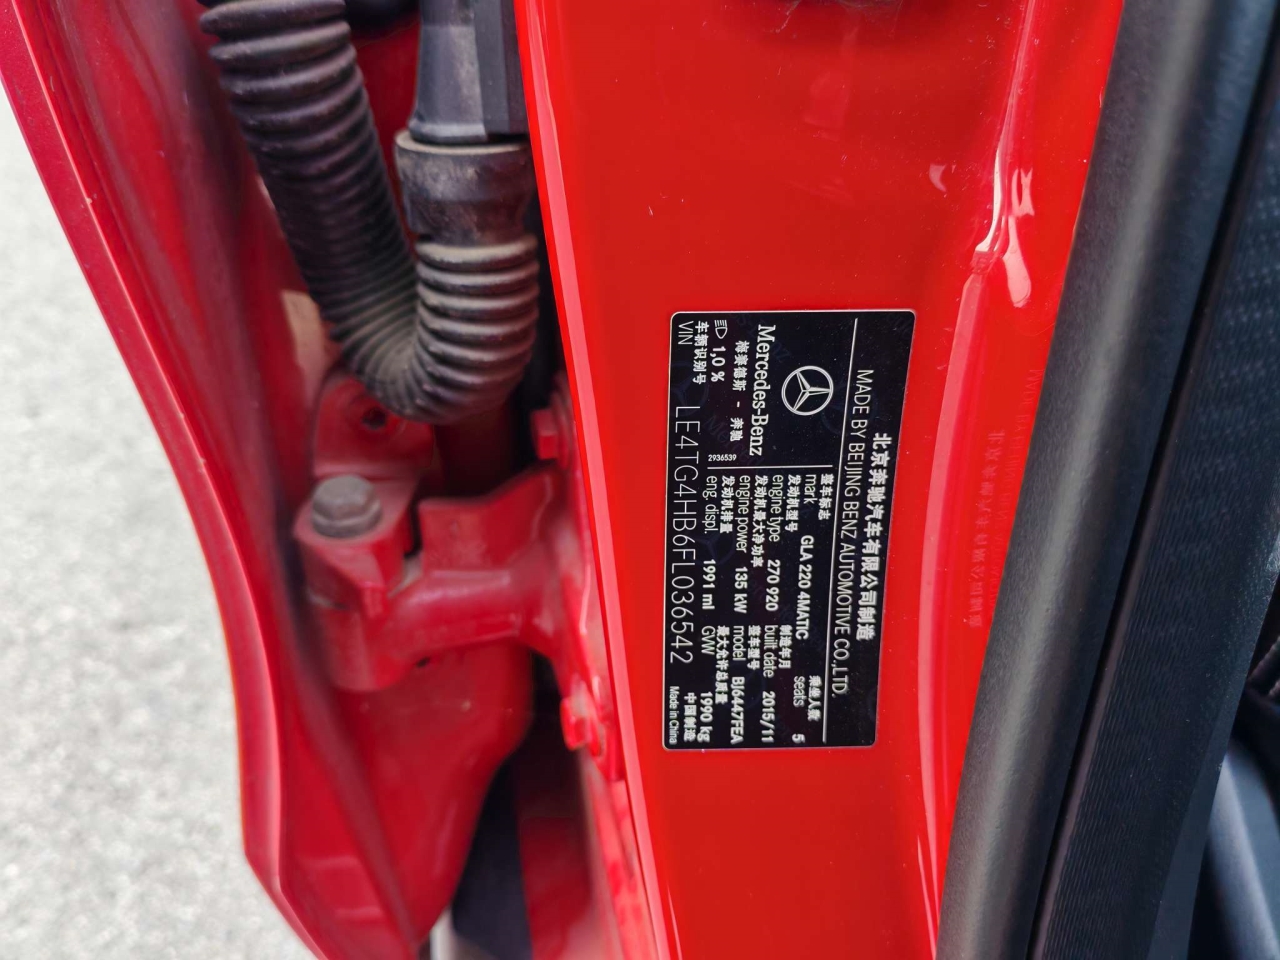 北京奔驰汽车有限公司制造
MADE BY BEIJING BENZ AUTOMOTIVE CO.,LTD.
Mercedes-Benz
梅赛德斯 - 奔驰
1,0 %
2936539
整车标志
mark GLA 220 4MATIC
乘坐人数
seats 5
发动机型号
engine type 270 920
制造年月
built date 2015/11
发动机最大净功率
engine power 135 kW
整车型号
model BJ6447FEA
发动机排量
eng. displ. 1991 ml
最大允许总质量
GVW 1990 kg
车辆识别号
VIN LE4TG4HB6FL036542
中国制造
Made in China